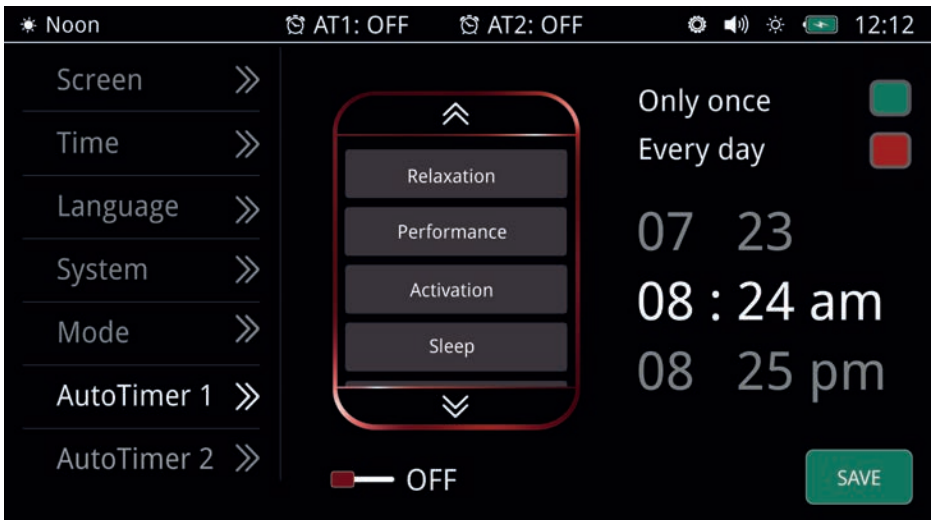 Noon
AT1: OFF
AT2: OFF
12:12
Screen
Time
Language
System
Mode
AutoTimer 1
AutoTimer 2
Relaxation
Performance
Activation
Sleep
OFF
Only once
Every day
07 23
08 : 24 am
08 25 pm
SAVE